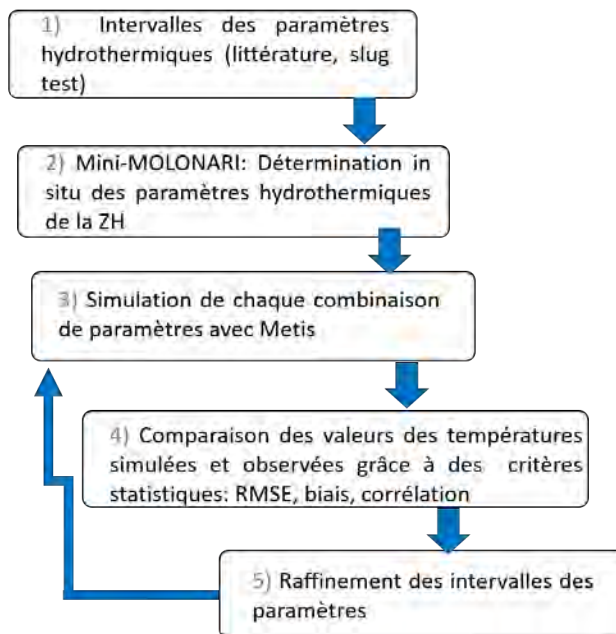 1) Intervalles des paramètres
hydrothermiques (littérature, slug
test)
2) Mini-MOLONARI: Détermination in
situ des paramètres hydrothermiques
de la ZH
3) Simulation de chaque combinaison
de paramètres avec Metis
4) Comparaison des valeurs des températures
simulées et observées grâce à des critères
statistiques: RMSE, biais, corrélation
5) Raffinement des intervalles des
paramètres